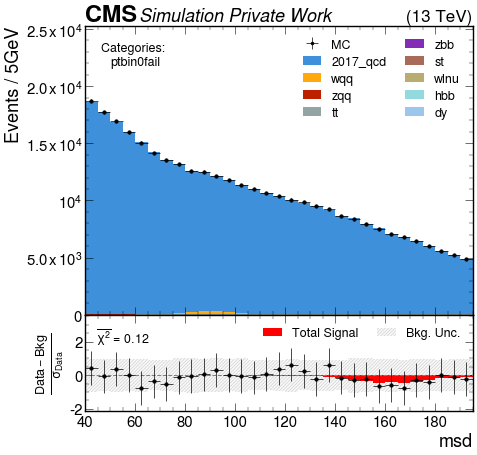 CMS Simulation Private Work (13 TeV)
Events / 5GeV
2.5 x 10⁴
2.0 x 10⁴
1.5 x 10⁴
10⁴
5.0 x 10³
0
Categories:
ptbin0fail
MC
2017_qcd
wqq
zqq
tt
zbb
st
wlnu
hbb
dy
Data − Bkg
σData
2
0
-2
χ² = 0.12
Total Signal
Bkg. Unc.
40 60 80 100 120 140 160 180
msd